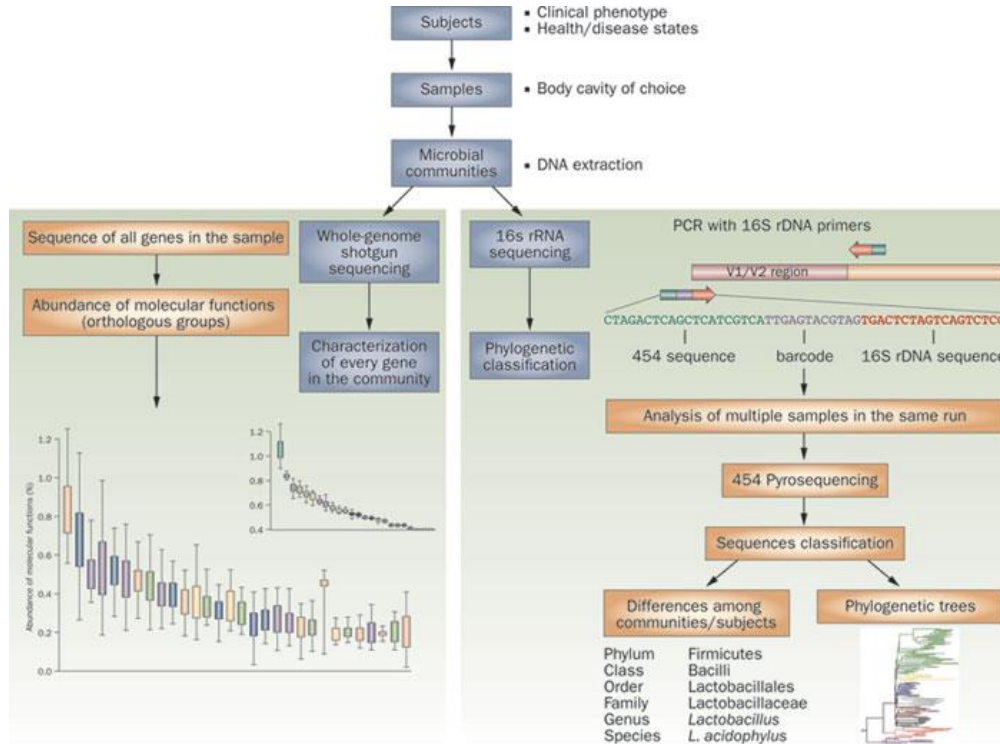 Subjects
▪ Clinical phenotype
▪ Health/disease states
Samples
▪ Body cavity of choice
Microbial
communities
▪ DNA extraction
Sequence of all genes in the sample
Abundance of molecular functions
(orthologous groups)
Whole-genome
shotgun
sequencing
Characterization
of every gene
in the community
Abundance of molecular functions (%)
1.2
1.0
0.8
0.6
0.4
0.2
0.0
1.2
1.0
0.8
0.6
0.4
16s rRNA
sequencing
Phylogenetic
classification
PCR with 16S rDNA primers
V1/V2 region
CTAGACTCAGCTCATCGTCATTGAGTACGTAGTGACTCTAGTCAGTCTCC
454 sequence
barcode
16S rDNA sequence
Analysis of multiple samples in the same run
454 Pyrosequencing
Sequences classification
Differences among
communities/subjects
Phylogenetic trees
Phylum Firmicutes
Class Bacilli
Order Lactobacillales
Family Lactobacillaceae
Genus Lactobacillus
Species L. acidophylus